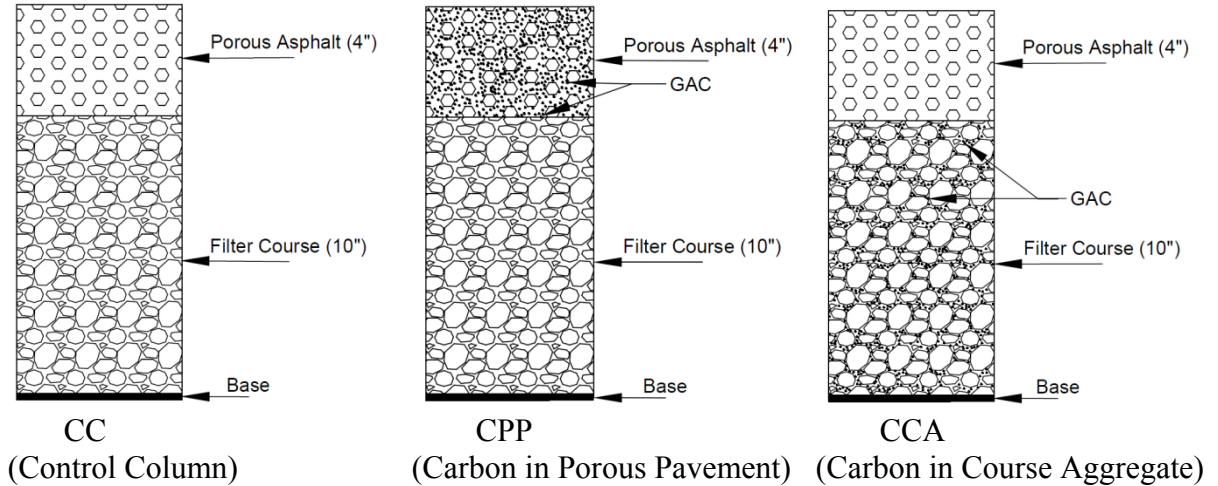 Porous Asphalt (4")
Filter Course (10")
Base
CC
(Control Column)
Porous Asphalt (4")
GAC
Filter Course (10")
Base
CPP
(Carbon in Porous Pavement)
Porous Asphalt (4")
GAC
Filter Course (10")
Base
CCA
(Carbon in Course Aggregate)